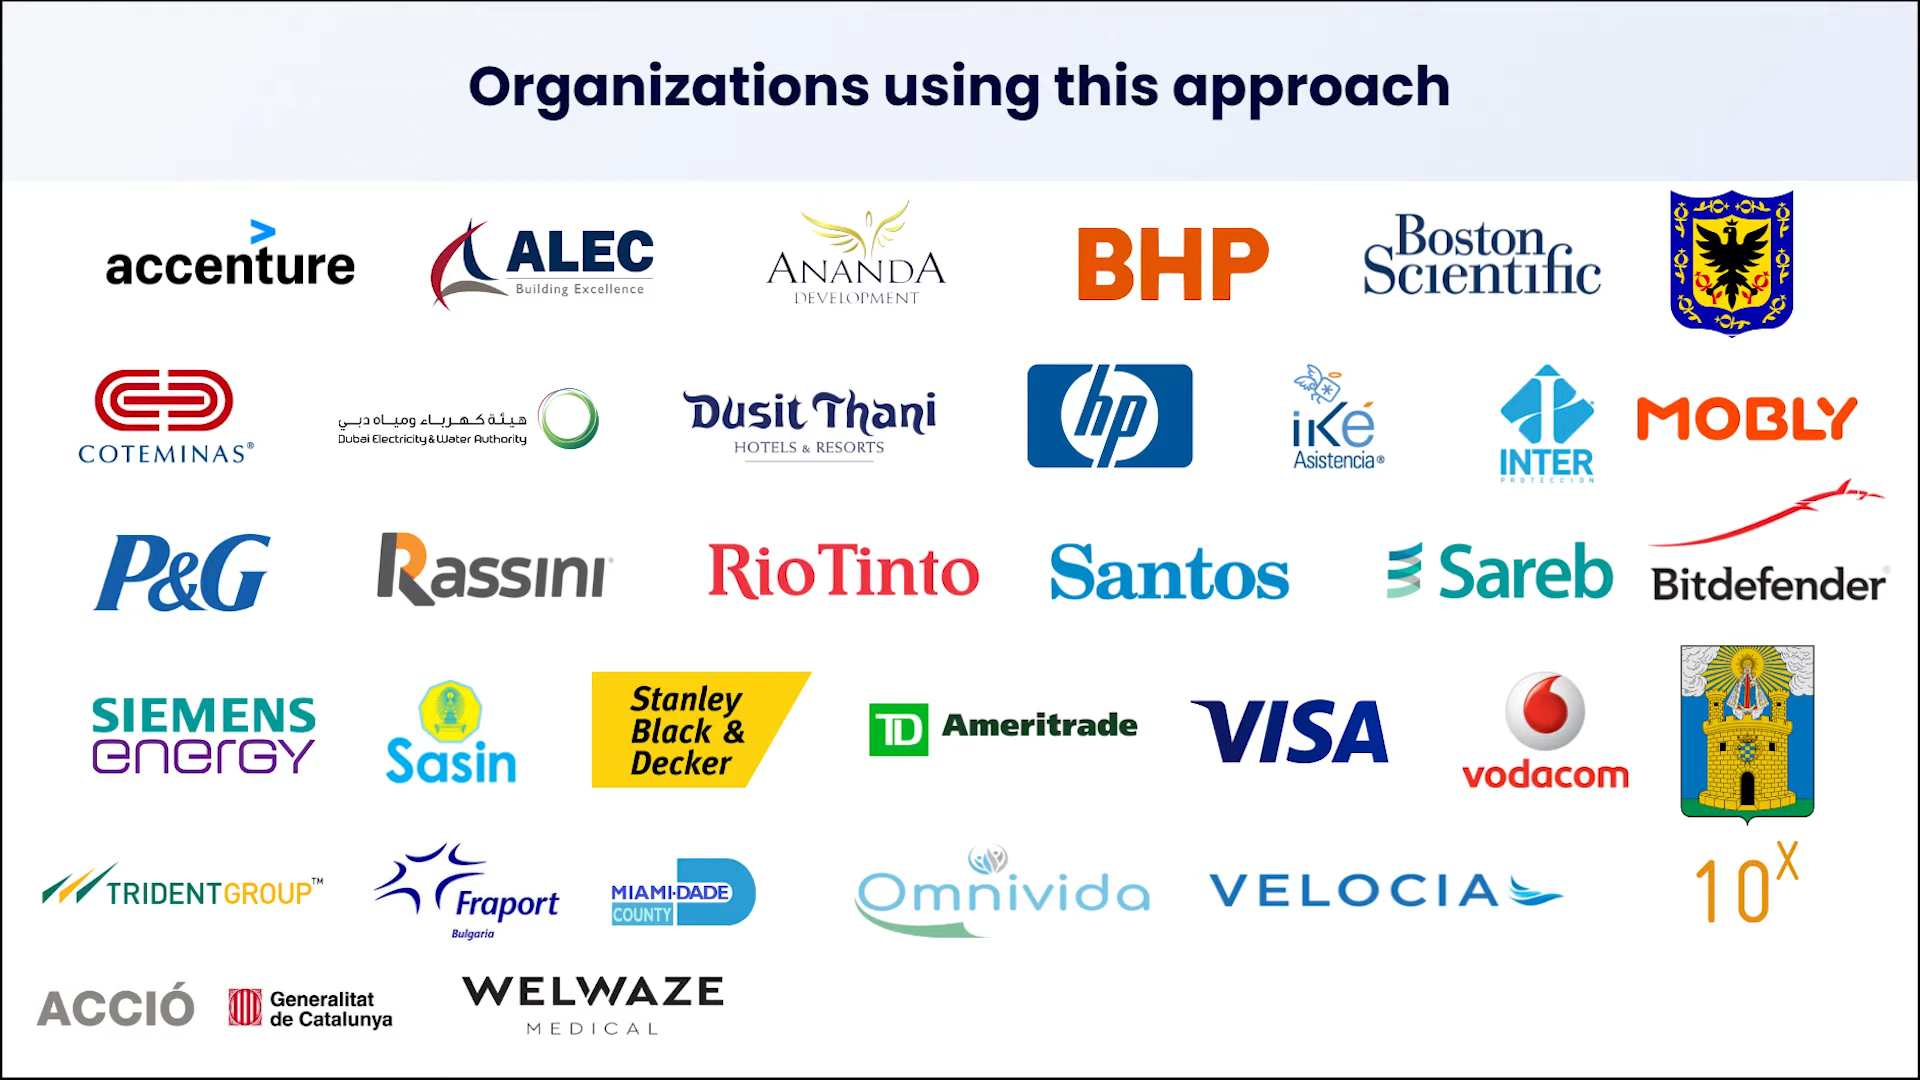 Organizations using this approach
accenture
ALEC
Building Excellence
ANANDA
DEVELOPMENT
BHP
Boston
Scientific
COTEMINAS®
هيئة كهرباء ومياه دبي
Dubai Electricity & Water Authority
Dusit Thani
HOTELS & RESORTS
hp
iKé
Asistencia®
INTER
PROTECCIÓN
MOBLY
P&G
Rassini
RioTinto
Santos
Sareb
Bitdefender®
SIEMENS
energy
Sasin
Stanley
Black &
Decker
TD Ameritrade
VISA
vodacom
TRIDENTGROUP™
Fraport
Bulgaria
MIAMI-DADE
COUNTY
Omnivida
VELOCIA
10X
ACCIÓ
Generalitat
de Catalunya
WELWAZE
MEDICAL